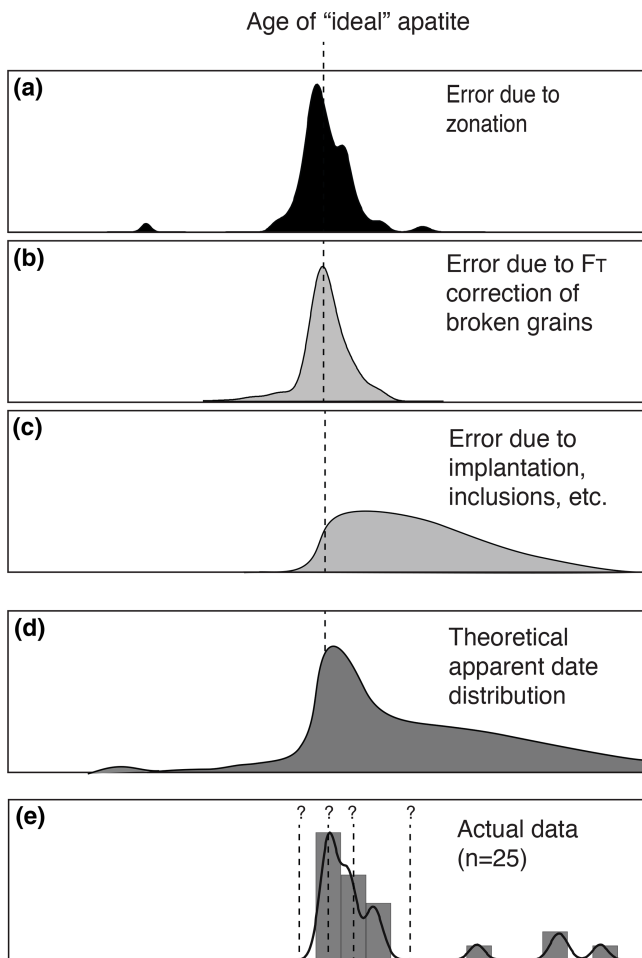 Age of “ideal” apatite
(a)
Error due to
zonation
(b)
Error due to FT
correction of
broken grains
(c)
Error due to
implantation,
inclusions, etc.
(d)
Theoretical
apparent date
distribution
(e)
? ? ? ?
Actual data
(n=25)